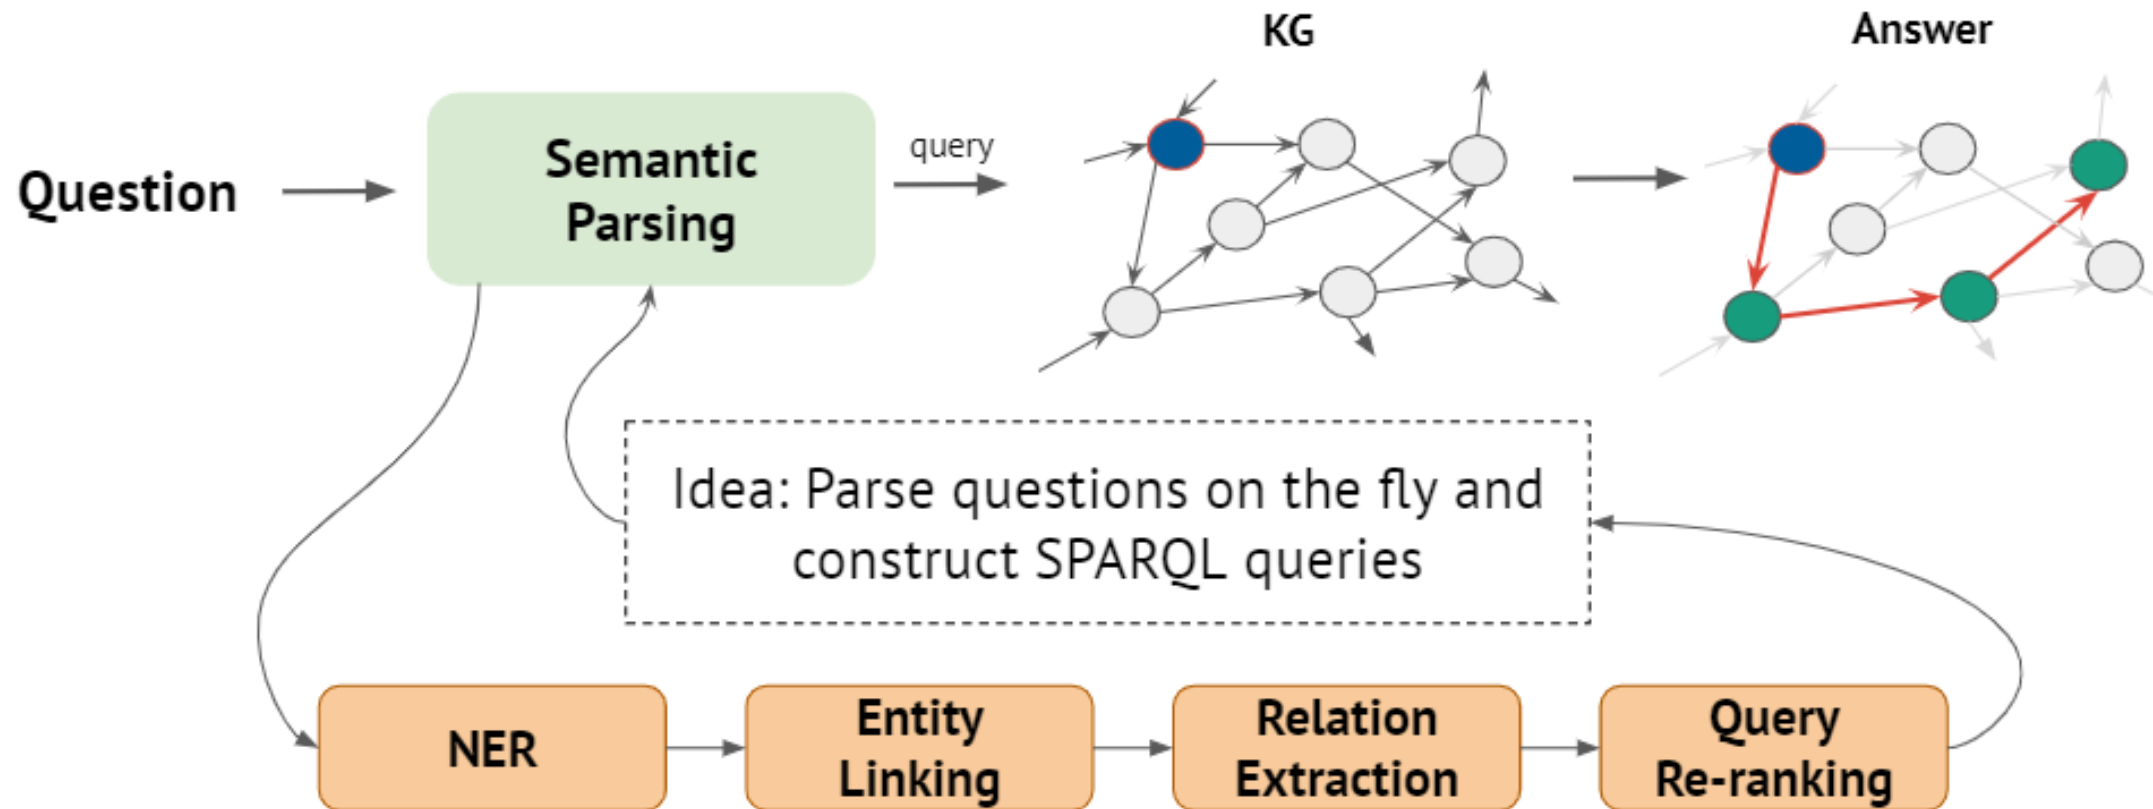 KG
Answer
Question
Semantic
Parsing
query
Idea: Parse questions on the fly and
construct SPARQL queries
NER
Entity
Linking
Relation
Extraction
Query
Re-ranking